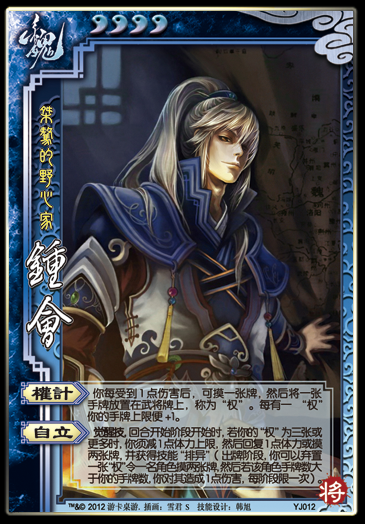 魏
桀驁的野心家
鍾會
魏
權計
你每受到1点伤害后，可摸一张牌，然后将一张
手牌放置在武将牌上，称为“权”。每有一“权”
你的手牌上限便+1。
自立
觉醒技，回合开始阶段开始时，若你的“权”为三张或
更多时，你须减1点体力上限，然后回复1点体力或摸
两张牌，并获得技能“排异”（出牌阶段，你可以弃置
一张“权”令一名角色摸两张牌，然后若该角色手牌数大
于你的手牌数，你对其造成1点伤害，每阶段限一次）。
将
™&© 2012 游卡桌游. 插画：雪君 S 技能设计：韩旭 YJ012